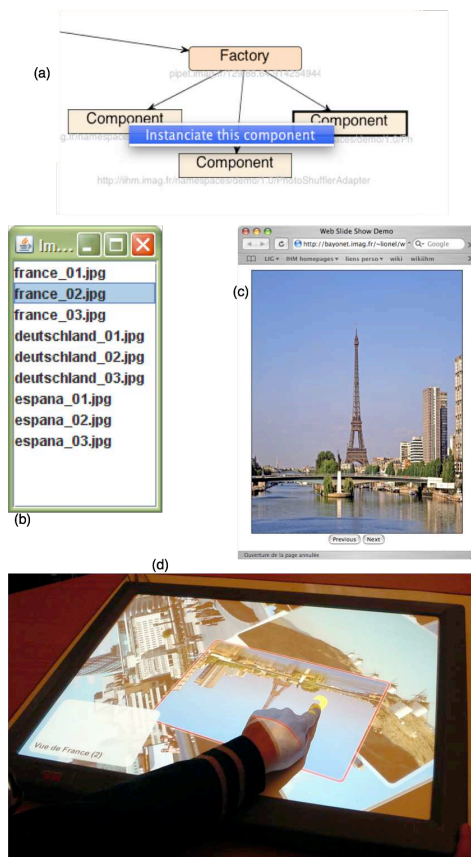 (a)
Factory
Component
Instanciate this component
Component
Component
http://iihm.imag.fr/namespaces/demo/1.0/PhotoShufflerAdapter
Im...
france_01.jpg
france_02.jpg
france_03.jpg
deutschland_01.jpg
deutschland_02.jpg
deutschland_03.jpg
espana_01.jpg
espana_02.jpg
espana_03.jpg
(b)
Web Slide Show Demo
http://bayonet.imag.fr/~lionel/w
Google
LIG IHM homepages liens perso wiki wikiihm
(c)
Previous Next
Ouverture de la page annulée
(d)
Vue de France (2)